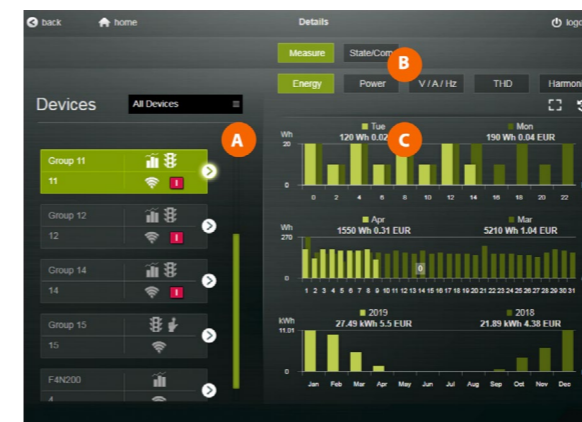 back home Details logo
Measure State/Com
B
Energy Power V/A/Hz THD Harmoni
Devices All Devices
A
Group 11
11 I
Group 12
12 I
Group 14
14 I
Group 15
15
F4N200
4
C
Wh Tue Mon
120 Wh 0.02 190 Wh 0.04 EUR
20
0
0 2 4 6 8 10 12 14 16 18 20 22
Wh Apr Mar
1550 Wh 0.31 EUR 5210 Wh 1.04 EUR
270
0
0
1 2 3 4 5 6 7 8 9 10 11 12 13 14 15 16 17 18 19 20 21 22 23 24 25 26 27 28 29 30 31
kWh 2019 2018
27.49 kWh 5.5 EUR 21.89 kWh 4.38 EUR
11.01
0
Jan Feb Mar Apr May Jun Jul Aug Sep Oct Nov Dec